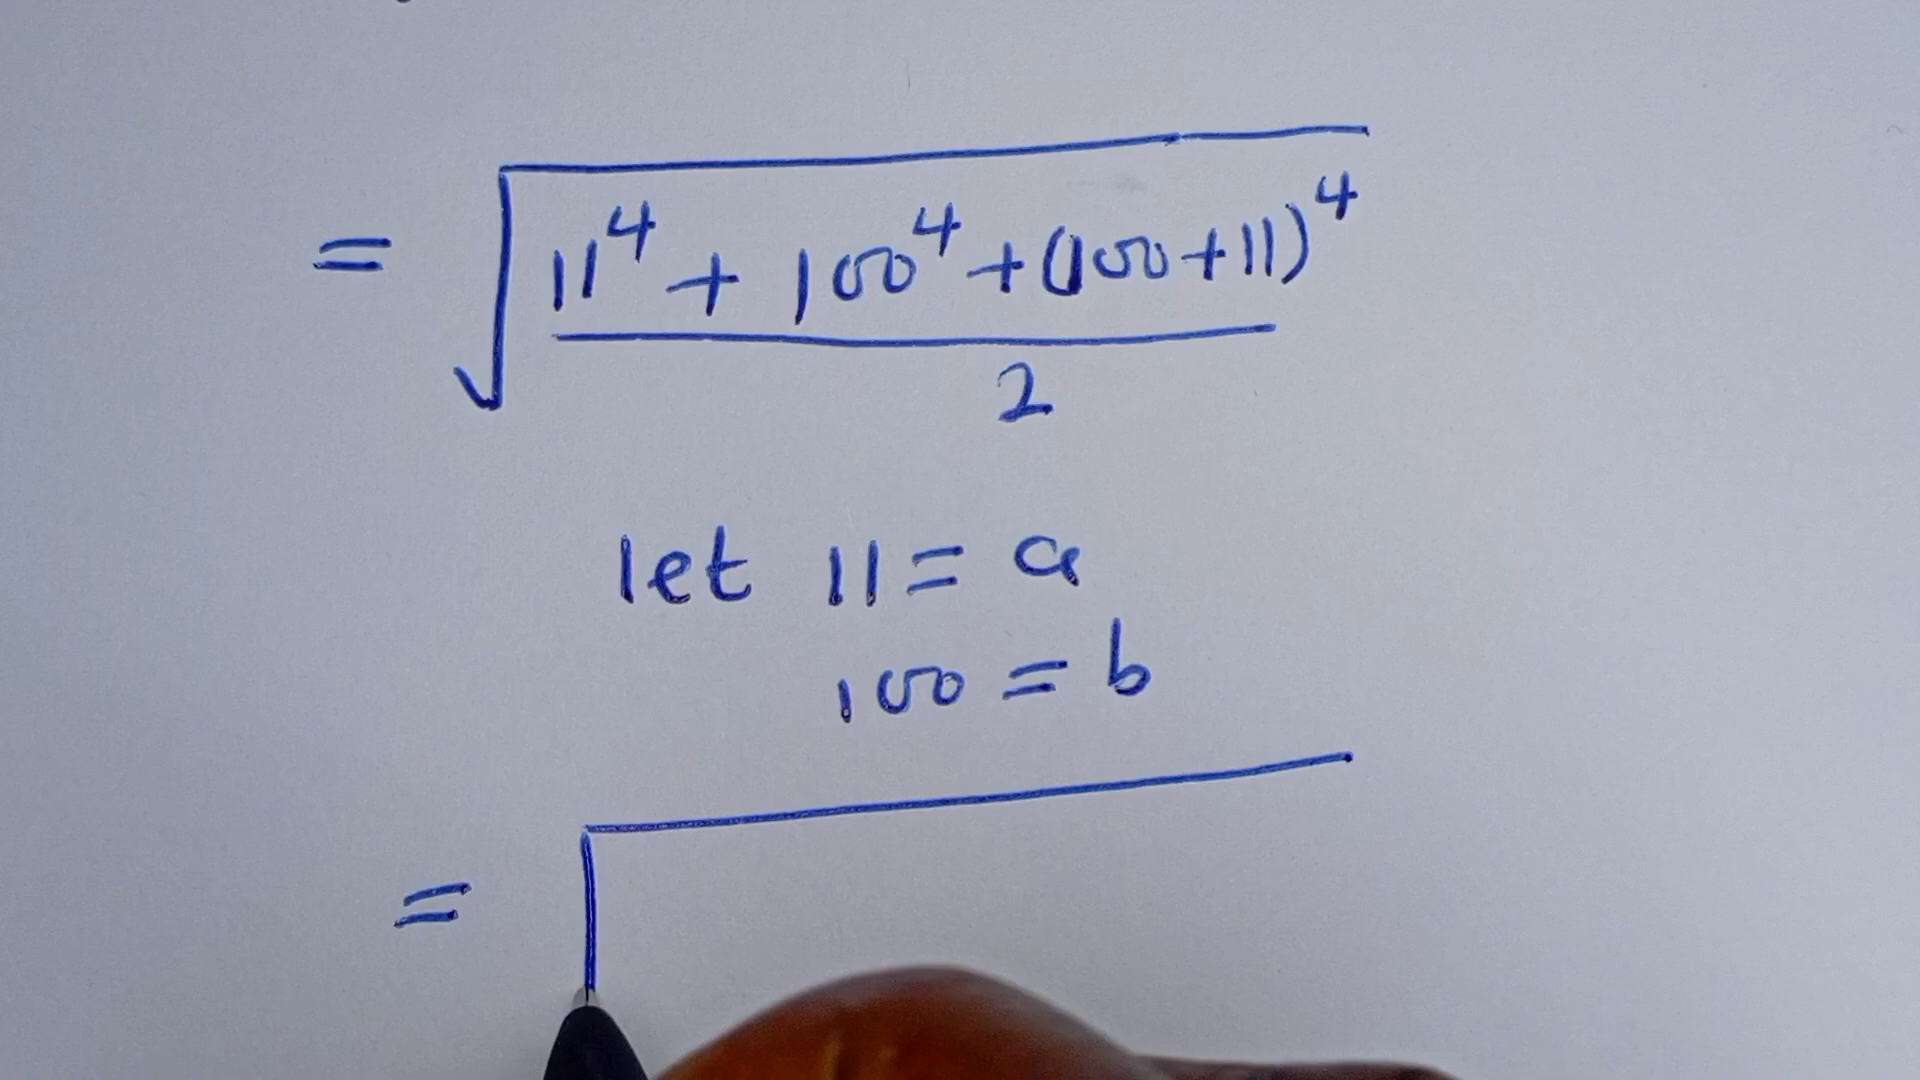 = √(11⁴ + 100⁴ + (100+11)⁴
2
let 11 = a
100 = b
= √